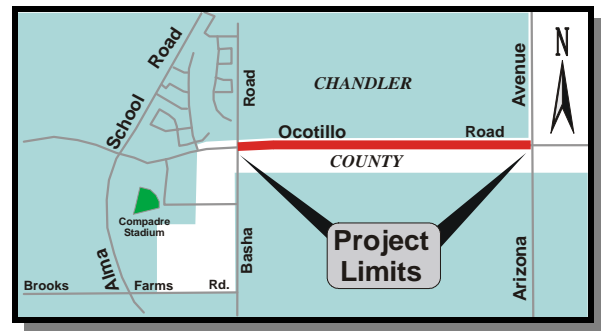 Road
School
Alma
Road
Basha
CHANDLER
Avenue
Arizona
N
Ocotillo Road
COUNTY
Compadre
Stadium
Project
Limits
Brooks Farms Rd.